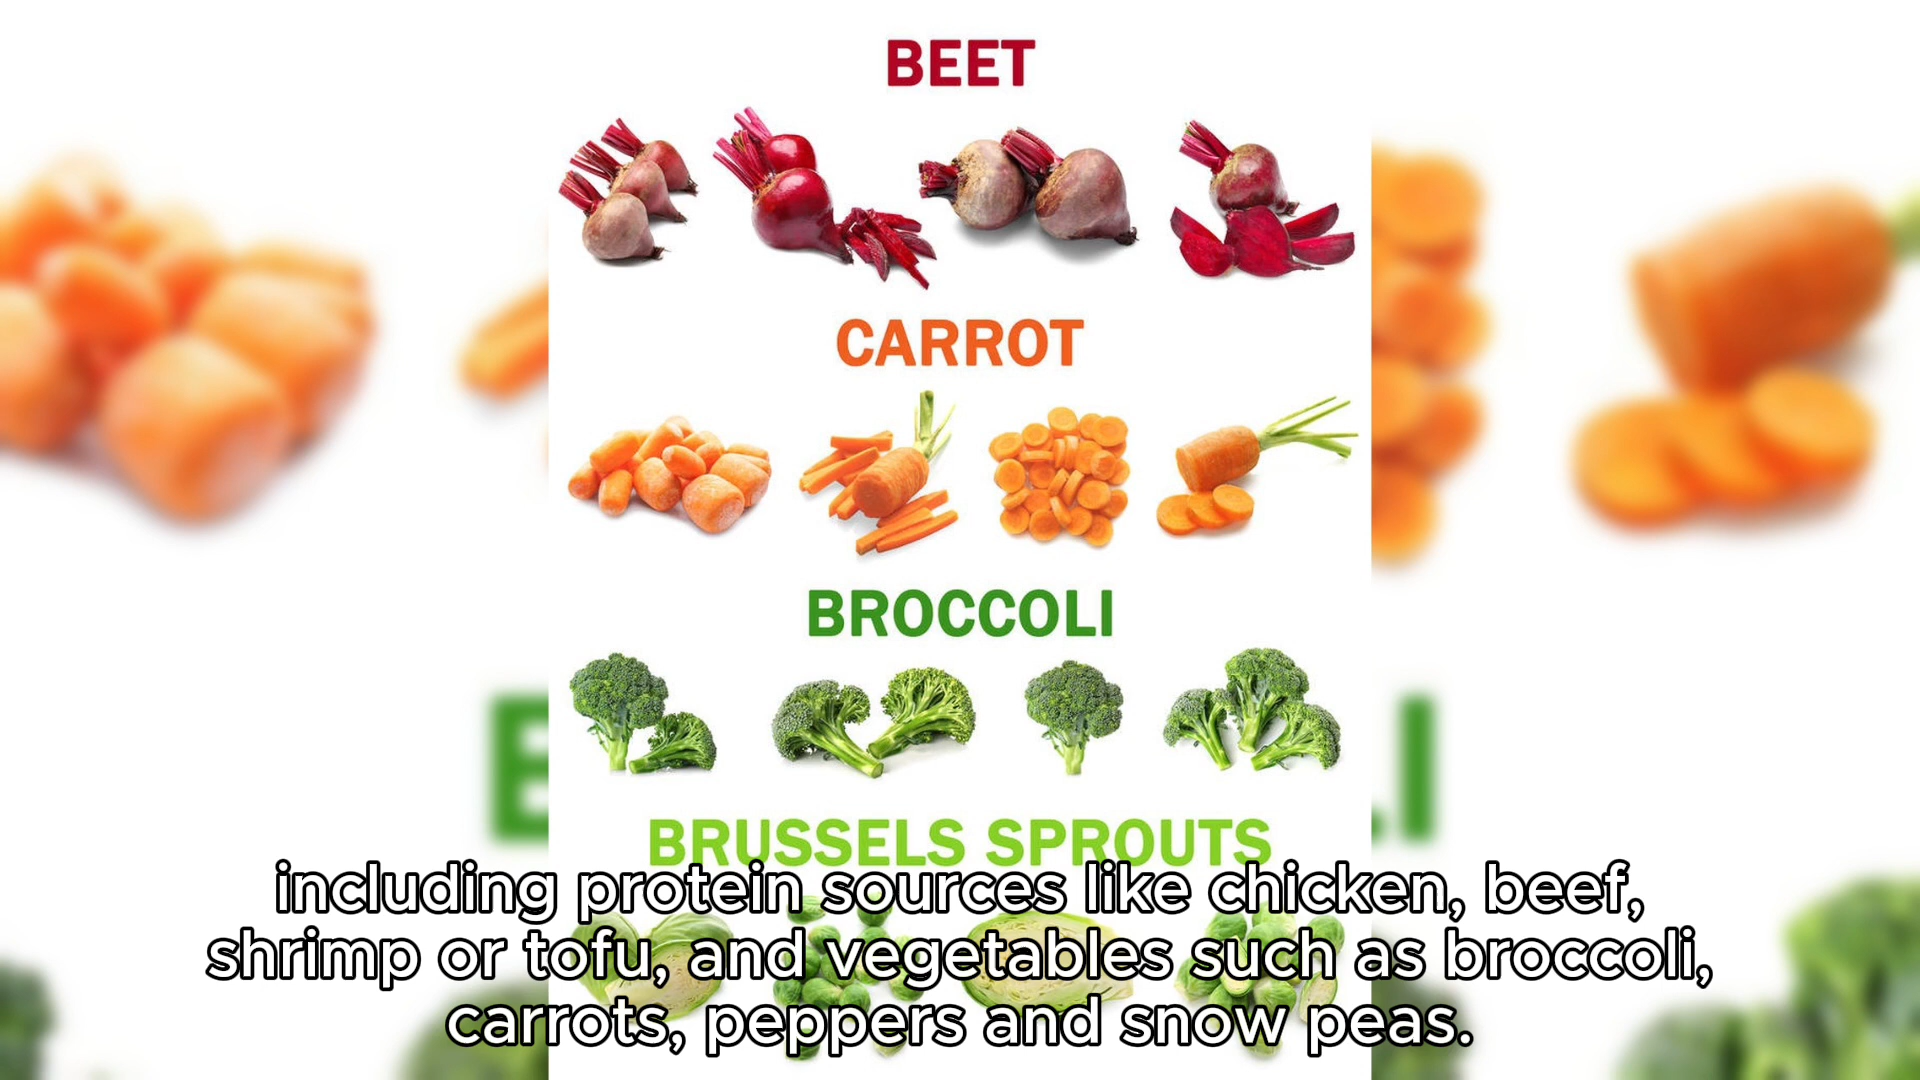 BEET
CARROT
BROCCOLI
BRUSSELS SPROUTS
including protein sources like chicken, beef,
shrimp or tofu, and vegetables such as broccoli,
carrots, peppers and snow peas.